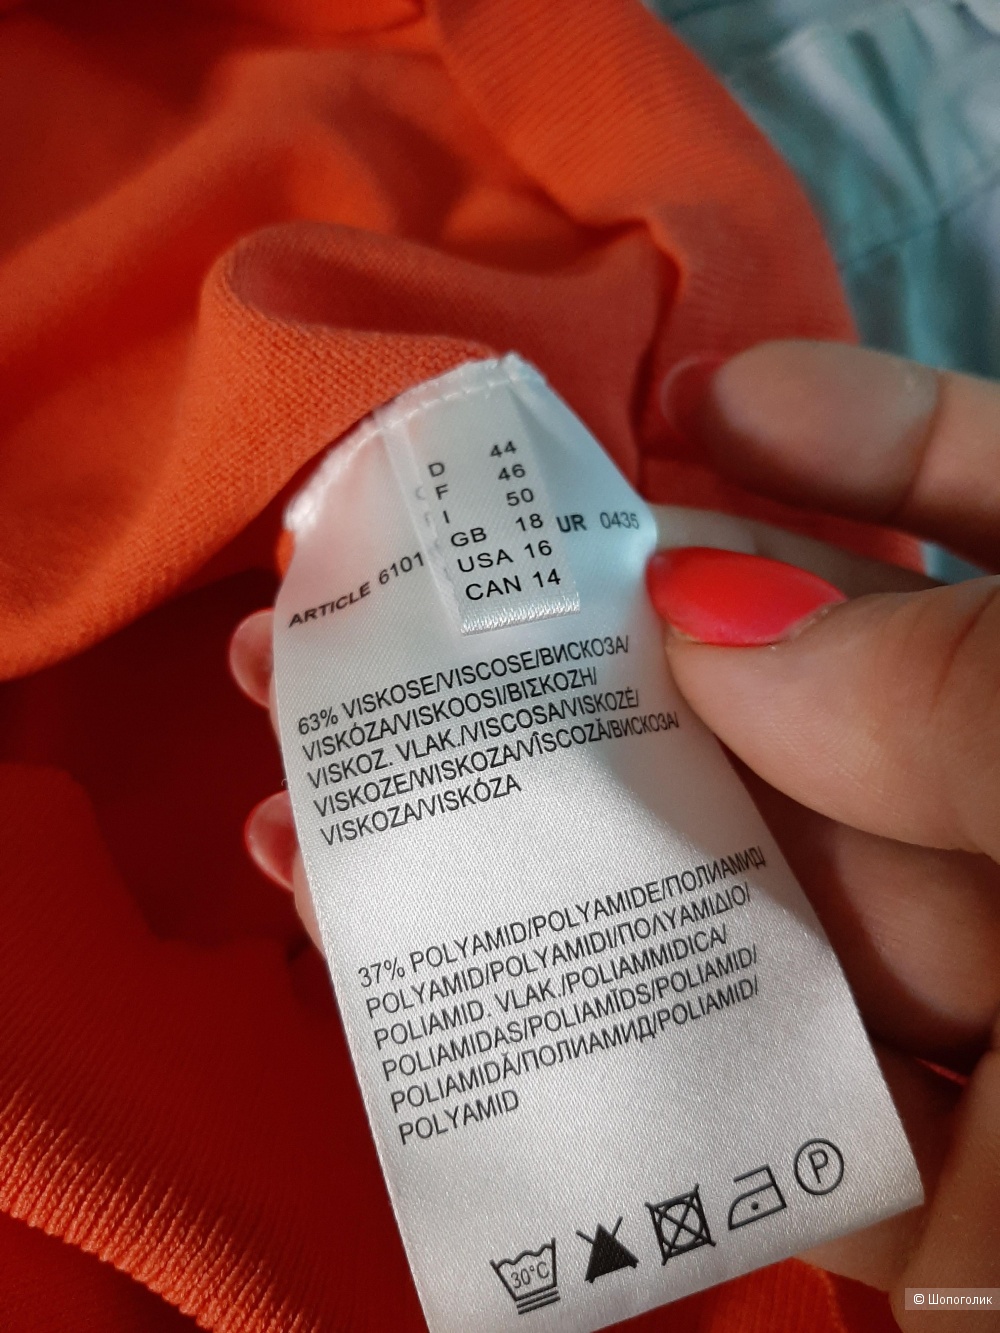 D 44
F 46
I 50
GB 18
USA 16
CAN 14
ARTICLE 6101
UR 0436
63% VISKOSE/VISCOSE/ВИСКОЗА/
VISKÓZA/VISKOOSI/ΒΙΣΚΟΖΗ/
VISKOZ. VLAK./VISCOSA/VISKOZĖ/
VISKOZE/WISKOZA/VÎSCOZĂ/ВИСКОЗА/
VISKOZA/VISKÓZA
37% POLYAMID/POLYAMIDE/ПОЛИАМИД/
POLYAMID/POLYAMIDI/ΠΟΛΥΑΜΙΔΙΟ/
POLIAMID. VLAK./POLIAMMIDICA/
POLIAMIDAS/POLIAMĪDS/POLIAMID/
POLIAMIDĂ/ПОЛИАМИД/POLIAMID/
POLYAMID
30°C
P
© Шопоголик